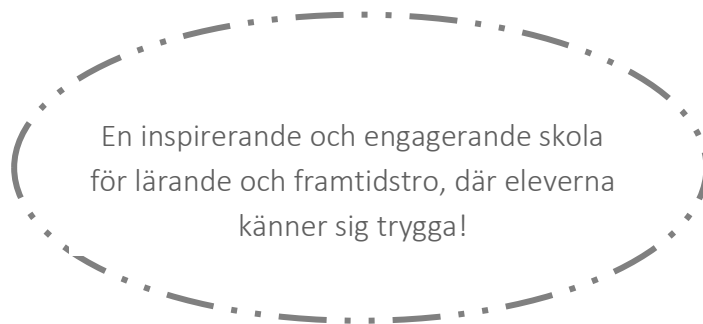 En inspirerande och engagerande skola
för lärande och framtidstro, där eleverna
känner sig trygga!